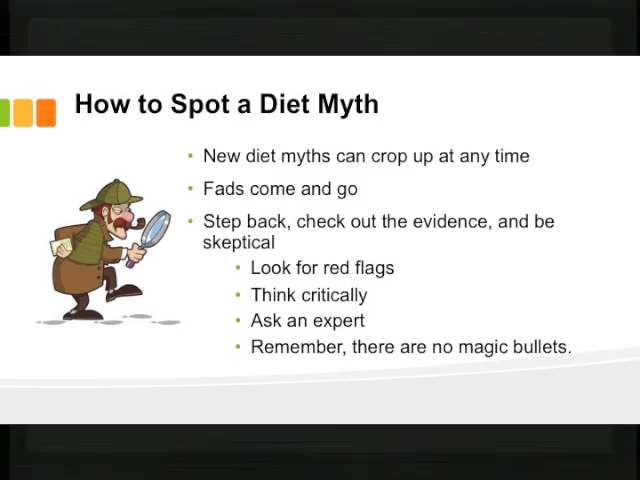 How to Spot a Diet Myth
• New diet myths can crop up at any time
• Fads come and go
• Step back, check out the evidence, and be
skeptical
• Look for red flags
• Think critically
• Ask an expert
• Remember, there are no magic bullets.